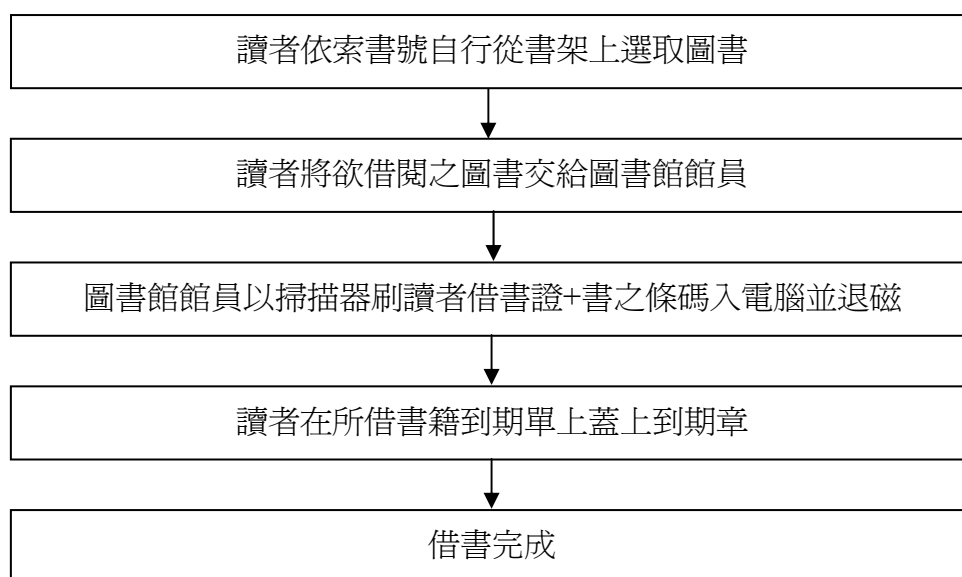 讀者依索書號自行從書架上選取圖書
讀者將欲借閱之圖書交給圖書館館員
圖書館館員以掃描器刷讀者借書證+書之條碼入電腦並退磁
讀者在所借書籍到期單上蓋上到期章
借書完成